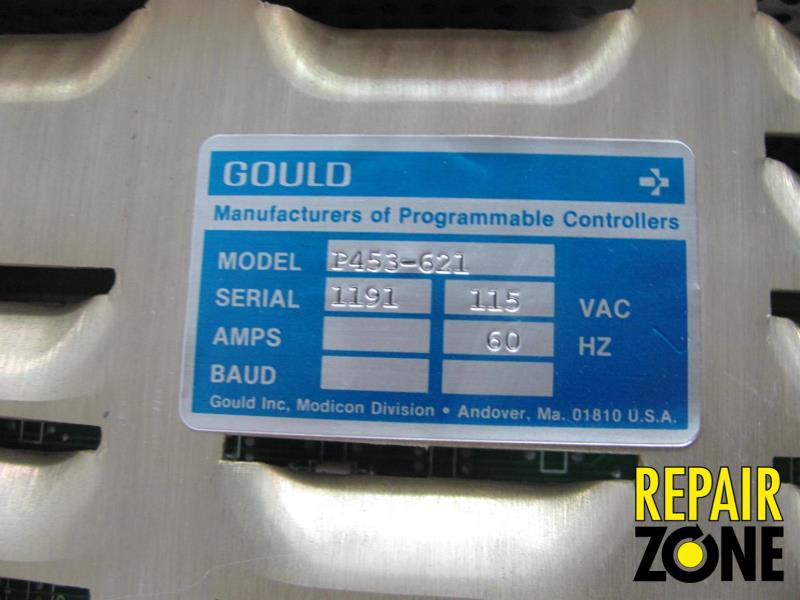 GOULD
Manufacturers of Programmable Controllers
MODEL P453-621
SERIAL 1191 115 VAC
AMPS 60 HZ
BAUD
Gould Inc, Modicon Division • Andover, Ma. 01810 U.S.A.
REPAIR
ZONE